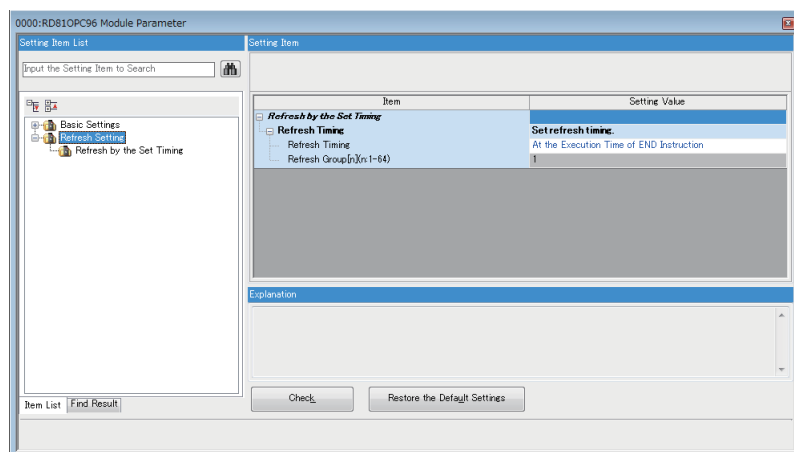 0000:RD81OPC96 Module Parameter
Setting Item List
Setting Item
Input the Setting Item to Search
Basic Settings
Refresh Setting
Refresh by the Set Timing
Item Setting Value
Refresh by the Set Timing
Refresh Timing Set refresh timing.
Refresh Timing At the Execution Time of END Instruction
Refresh Group[n](n:1-64) 1
Explanation
Check
Restore the Default Settings
Item List Find Result